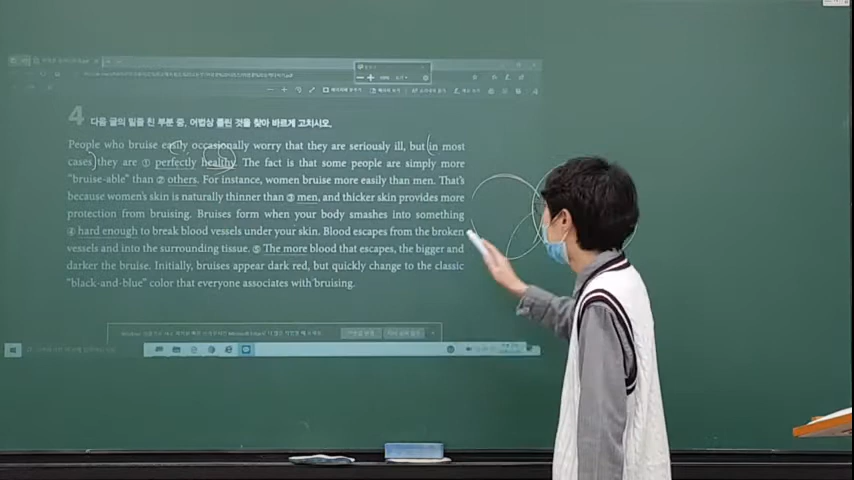 4 다음 글의 밑줄 친 부분 중, 어법상 틀린 것을 찾아 바르게 고치시오.
People who bruise easily occasionally worry that they are seriously ill, but in most
cases they are ① perfectly healthy. The fact is that some people are simply more
"bruise-able" than ② others. For instance, women bruise more easily than men. That's
because women's skin is naturally thinner than ③ men, and thicker skin provides more
protection from bruising. Bruises form when your body smashes into something
④ hard enough to break blood vessels under your skin. Blood escapes from the broken
vessels and into the surrounding tissue. ⑤ The more blood that escapes, the bigger and
darker the bruise. Initially, bruises appear dark red, but quickly change to the classic
"black-and-blue" color that everyone associates with bruising.